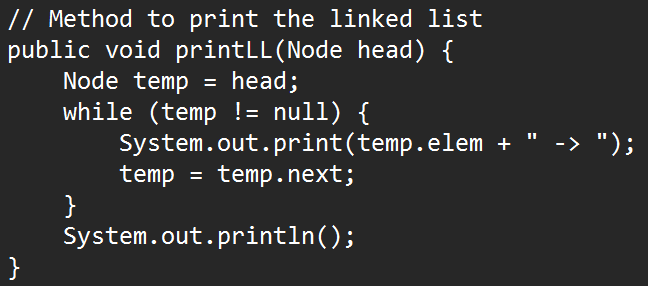 // Method to print the linked list
public void printLL(Node head) {
    Node temp = head;
    while (temp != null) {
        System.out.print(temp.elem + " -> ");
        temp = temp.next;
    }
    System.out.println();
}